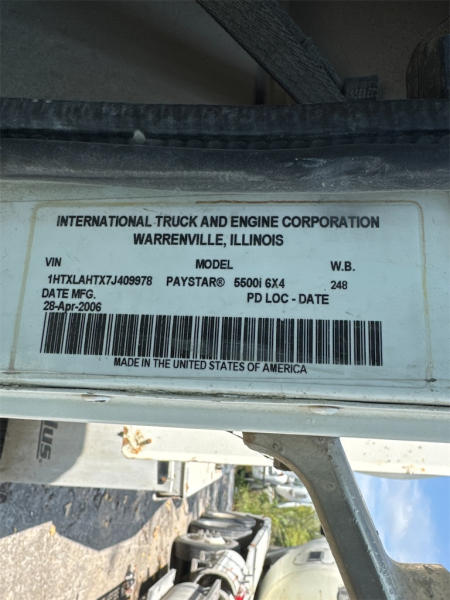 INTERNATIONAL TRUCK AND ENGINE CORPORATION
WARRENVILLE, ILLINOIS
VIN MODEL W.B.
1HTXLAHTX7J409978 PAYSTAR® 5500i 6X4 248
DATE MFG. PD LOC - DATE
28-Apr-2006
MADE IN THE UNITED STATES OF AMERICA
lus.